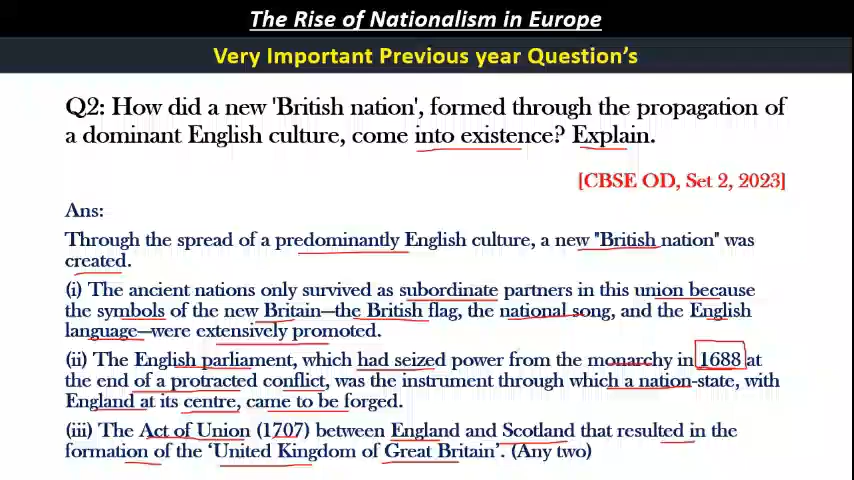 The Rise of Nationalism in Europe
Very Important Previous year Question's
Q2: How did a new 'British nation', formed through the propagation of
a dominant English culture, come into existence? Explain.
[CBSE OD, Set 2, 2023]
Ans:
Through the spread of a predominantly English culture, a new "British nation" was
created.
(i) The ancient nations only survived as subordinate partners in this union because
the symbols of the new Britain—the British flag, the national song, and the English
language—were extensively promoted.
(ii) The English parliament, which had seized power from the monarchy in 1688 at
the end of a protracted conflict, was the instrument through which a nation-state, with
England at its centre, came to be forged.
(iii) The Act of Union (1707) between England and Scotland that resulted in the
formation of the ‘United Kingdom of Great Britain’. (Any two)